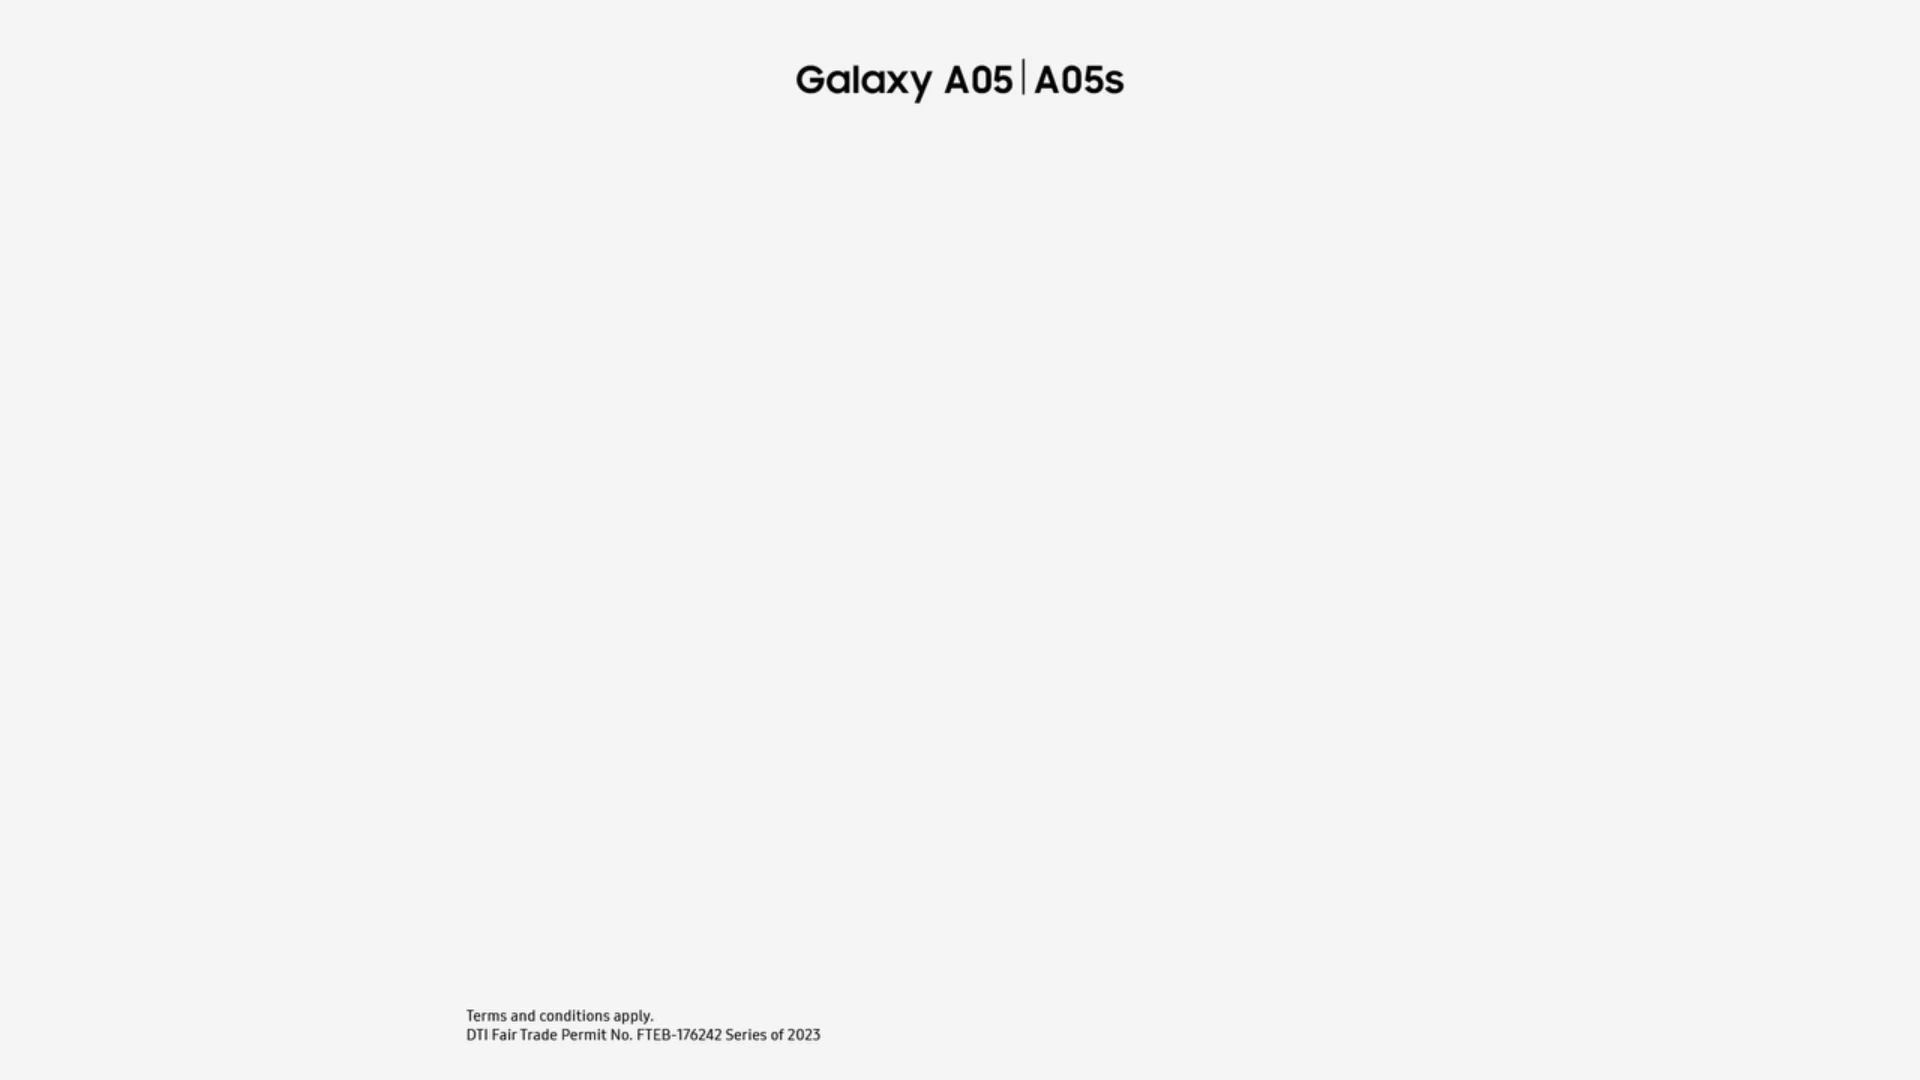 Galaxy A05 | A05s
Terms and conditions apply.
DTI Fair Trade Permit No. FTEB-176242 Series of 2023